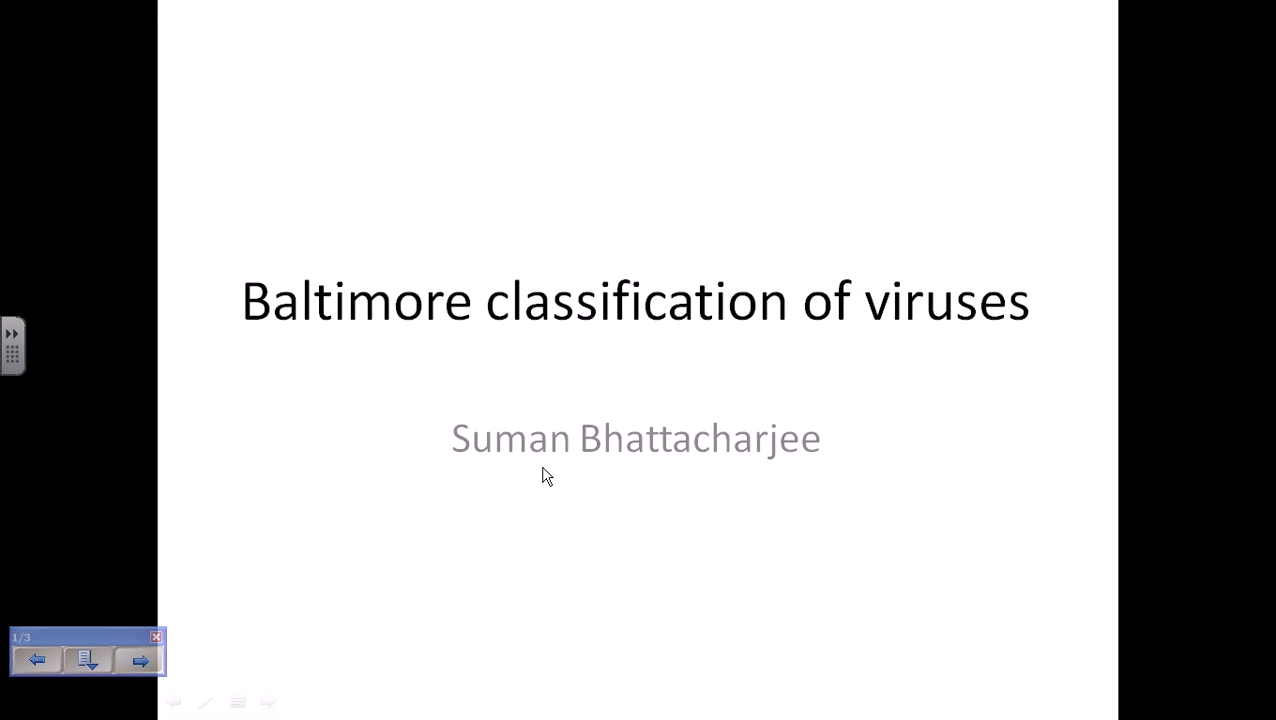 Baltimore classification of viruses
Suman Bhattacharjee
1/3